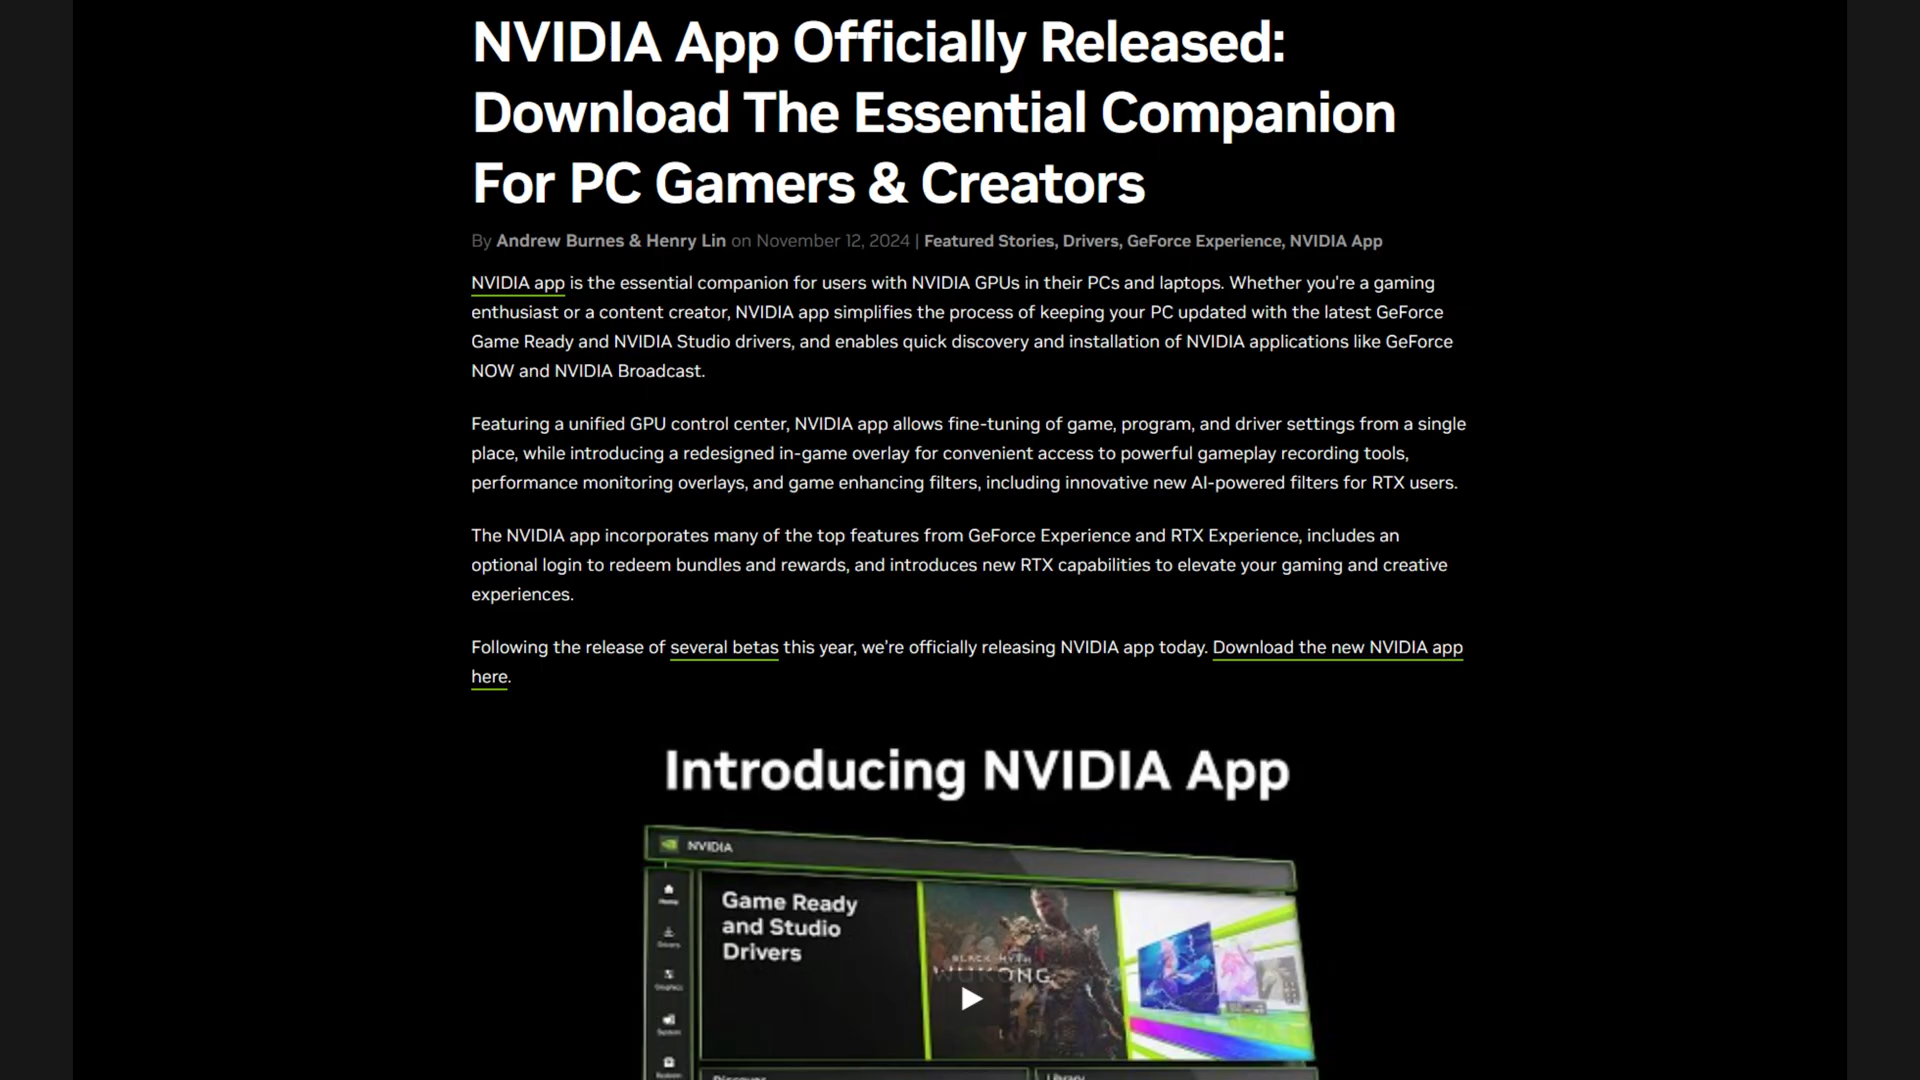 NVIDIA App Officially Released:
Download The Essential Companion
For PC Gamers & Creators
By Andrew Burnes & Henry Lin on November 12, 2024 | Featured Stories, Drivers, GeForce Experience, NVIDIA App
NVIDIA app is the essential companion for users with NVIDIA GPUs in their PCs and laptops. Whether you're a gaming
enthusiast or a content creator, NVIDIA app simplifies the process of keeping your PC updated with the latest GeForce
Game Ready and NVIDIA Studio drivers, and enables quick discovery and installation of NVIDIA applications like GeForce
NOW and NVIDIA Broadcast.
Featuring a unified GPU control center, NVIDIA app allows fine-tuning of game, program, and driver settings from a single
place, while introducing a redesigned in-game overlay for convenient access to powerful gameplay recording tools,
performance monitoring overlays, and game enhancing filters, including innovative new AI-powered filters for RTX users.
The NVIDIA app incorporates many of the top features from GeForce Experience and RTX Experience, includes an
optional login to redeem bundles and rewards, and introduces new RTX capabilities to elevate your gaming and creative
experiences.
Following the release of several betas this year, we're officially releasing NVIDIA app today. Download the new NVIDIA app
here.
Introducing NVIDIA App
NVIDIA
Home
Drivers
Graphics
System
Redeem
Game Ready
and Studio
Drivers
BLACK MYTH
WUKONG
Discover
Library